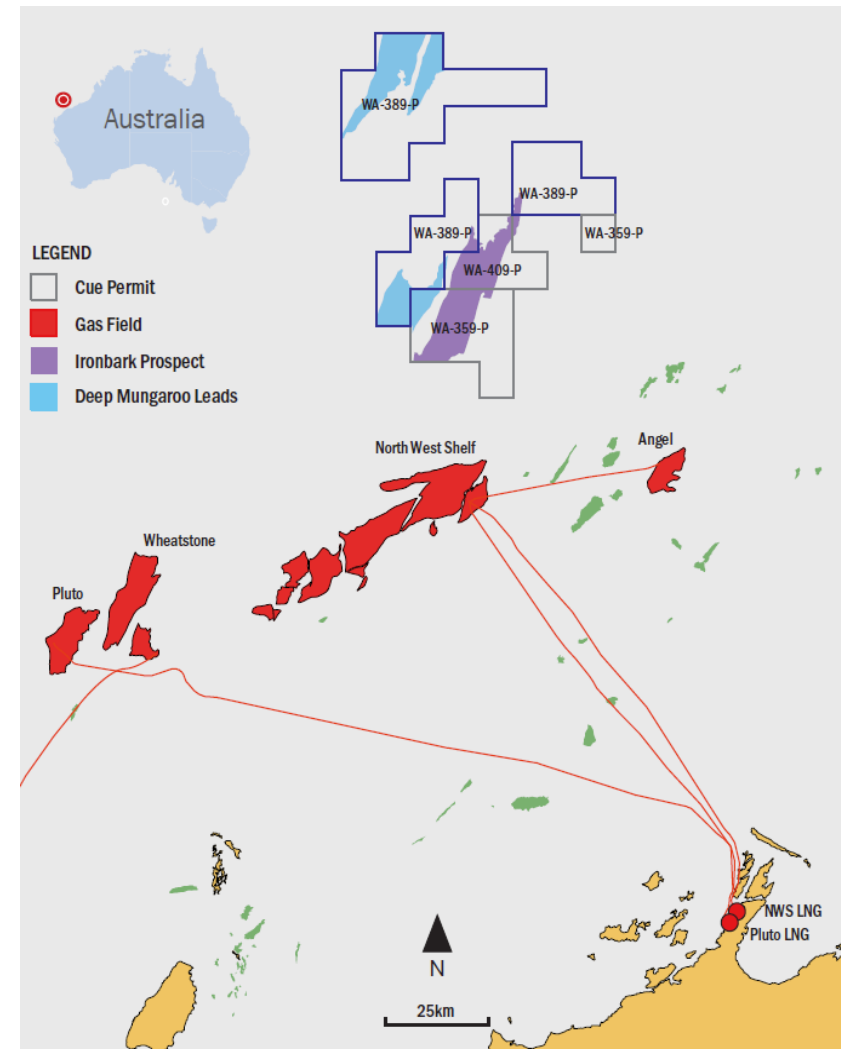 WA-389-P
Australia
WA-389-P
WA-389-P
WA-359-P
LEGEND
WA-409-P
Cue Permit
Gas Field
WA-359-P
Ironbark Prospect
Deep Mungaroo Leads
North West Shelf
Angel
Wheatstone
Pluto
NWS LNG
Pluto LNG
N
25km